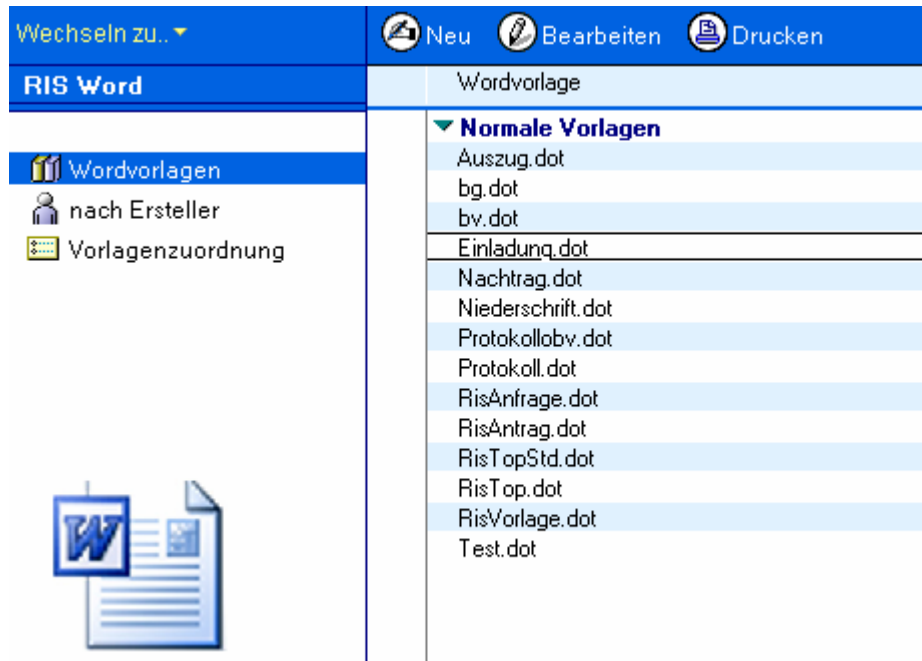 Wechseln zu..
Neu Bearbeiten Drucken
RIS Word
Wordvorlage
Wordvorlagen
nach Ersteller
Vorlagenzuordnung
Normale Vorlagen
Auszug.dot
bg.dot
bv.dot
Einladung.dot
Nachtrag.dot
Niederschrift.dot
Protokollobv.dot
Protokoll.dot
RisAnfrage.dot
RisAntrag.dot
RisTopStd.dot
RisTop.dot
RisVorlage.dot
Test.dot
W